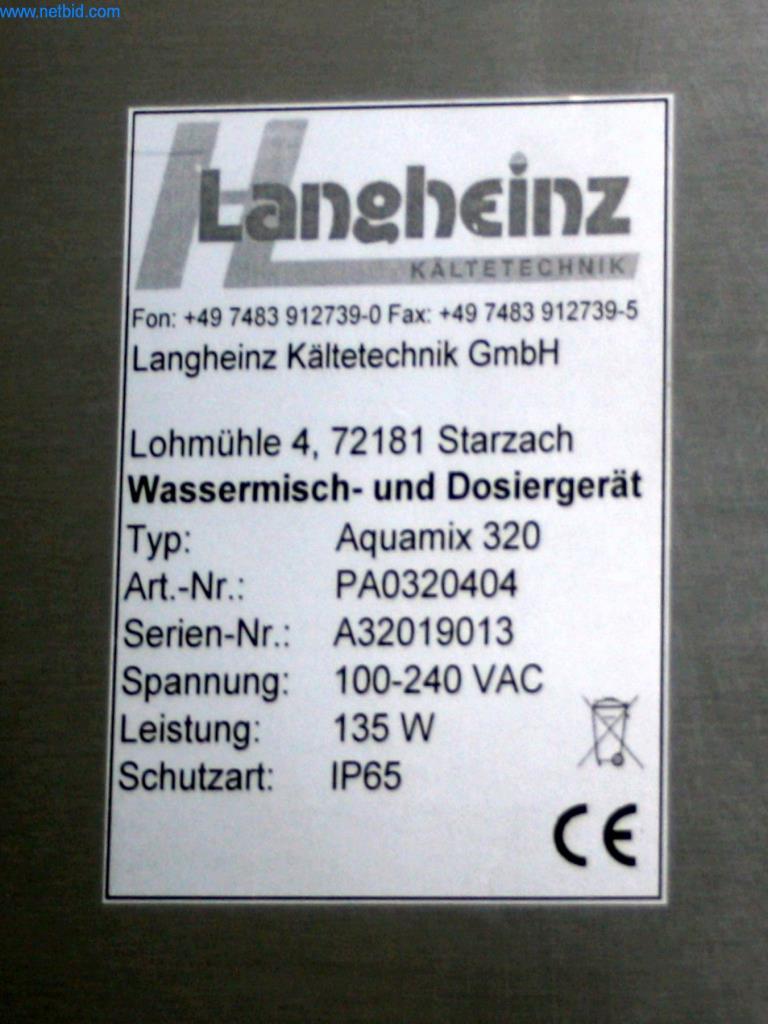 www.netbid.com
Langheinz
KÄLTETECHNIK
Fon: +49 7483 912739-0 Fax: +49 7483 912739-5
Langheinz Kältetechnik GmbH
Lohmühle 4, 72181 Starzach
Wassermisch- und Dosiergerät
Typ: Aquamix 320
Art.-Nr.: PA0320404
Serien-Nr.: A32019013
Spannung: 100-240 VAC
Leistung: 135 W
Schutzart: IP65
CE